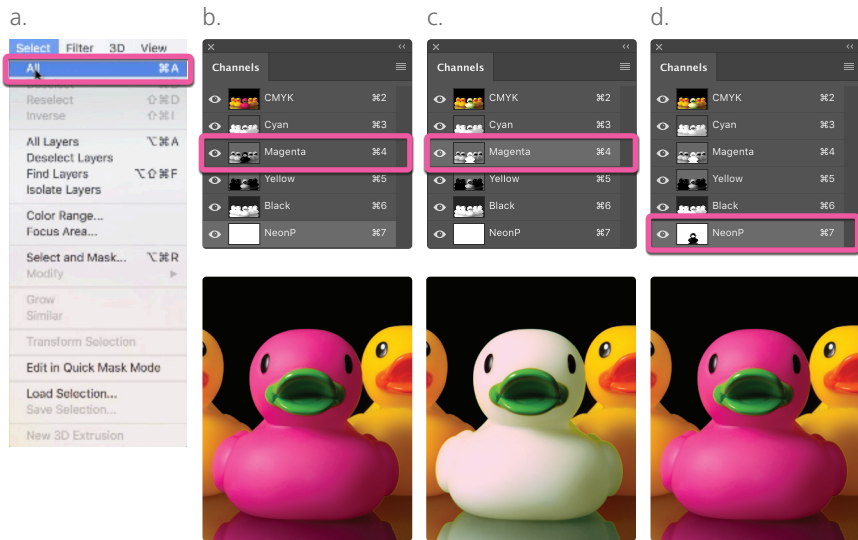 a.
Select Filter 3D View
All ⌘A
Reselect ⇧⌘D
Inverse ⇧⌘I
All Layers ⌥⌘A
Deselect Layers
Find Layers ⌥⇧⌘F
Isolate Layers
Color Range...
Focus Area...
Select and Mask... ⌥⌘R
Modify
Grow
Similar
Transform Selection
Edit in Quick Mask Mode
Load Selection...
Save Selection...
New 3D Extrusion
b.
Channels
CMYK ⌘2
Cyan ⌘3
Magenta ⌘4
Yellow ⌘5
Black ⌘6
NeonP ⌘7
c.
Channels
CMYK ⌘2
Cyan ⌘3
Magenta ⌘4
Yellow ⌘5
Black ⌘6
NeonP ⌘7
d.
Channels
CMYK ⌘2
Cyan ⌘3
Magenta ⌘4
Yellow ⌘5
Black ⌘6
NeonP ⌘7